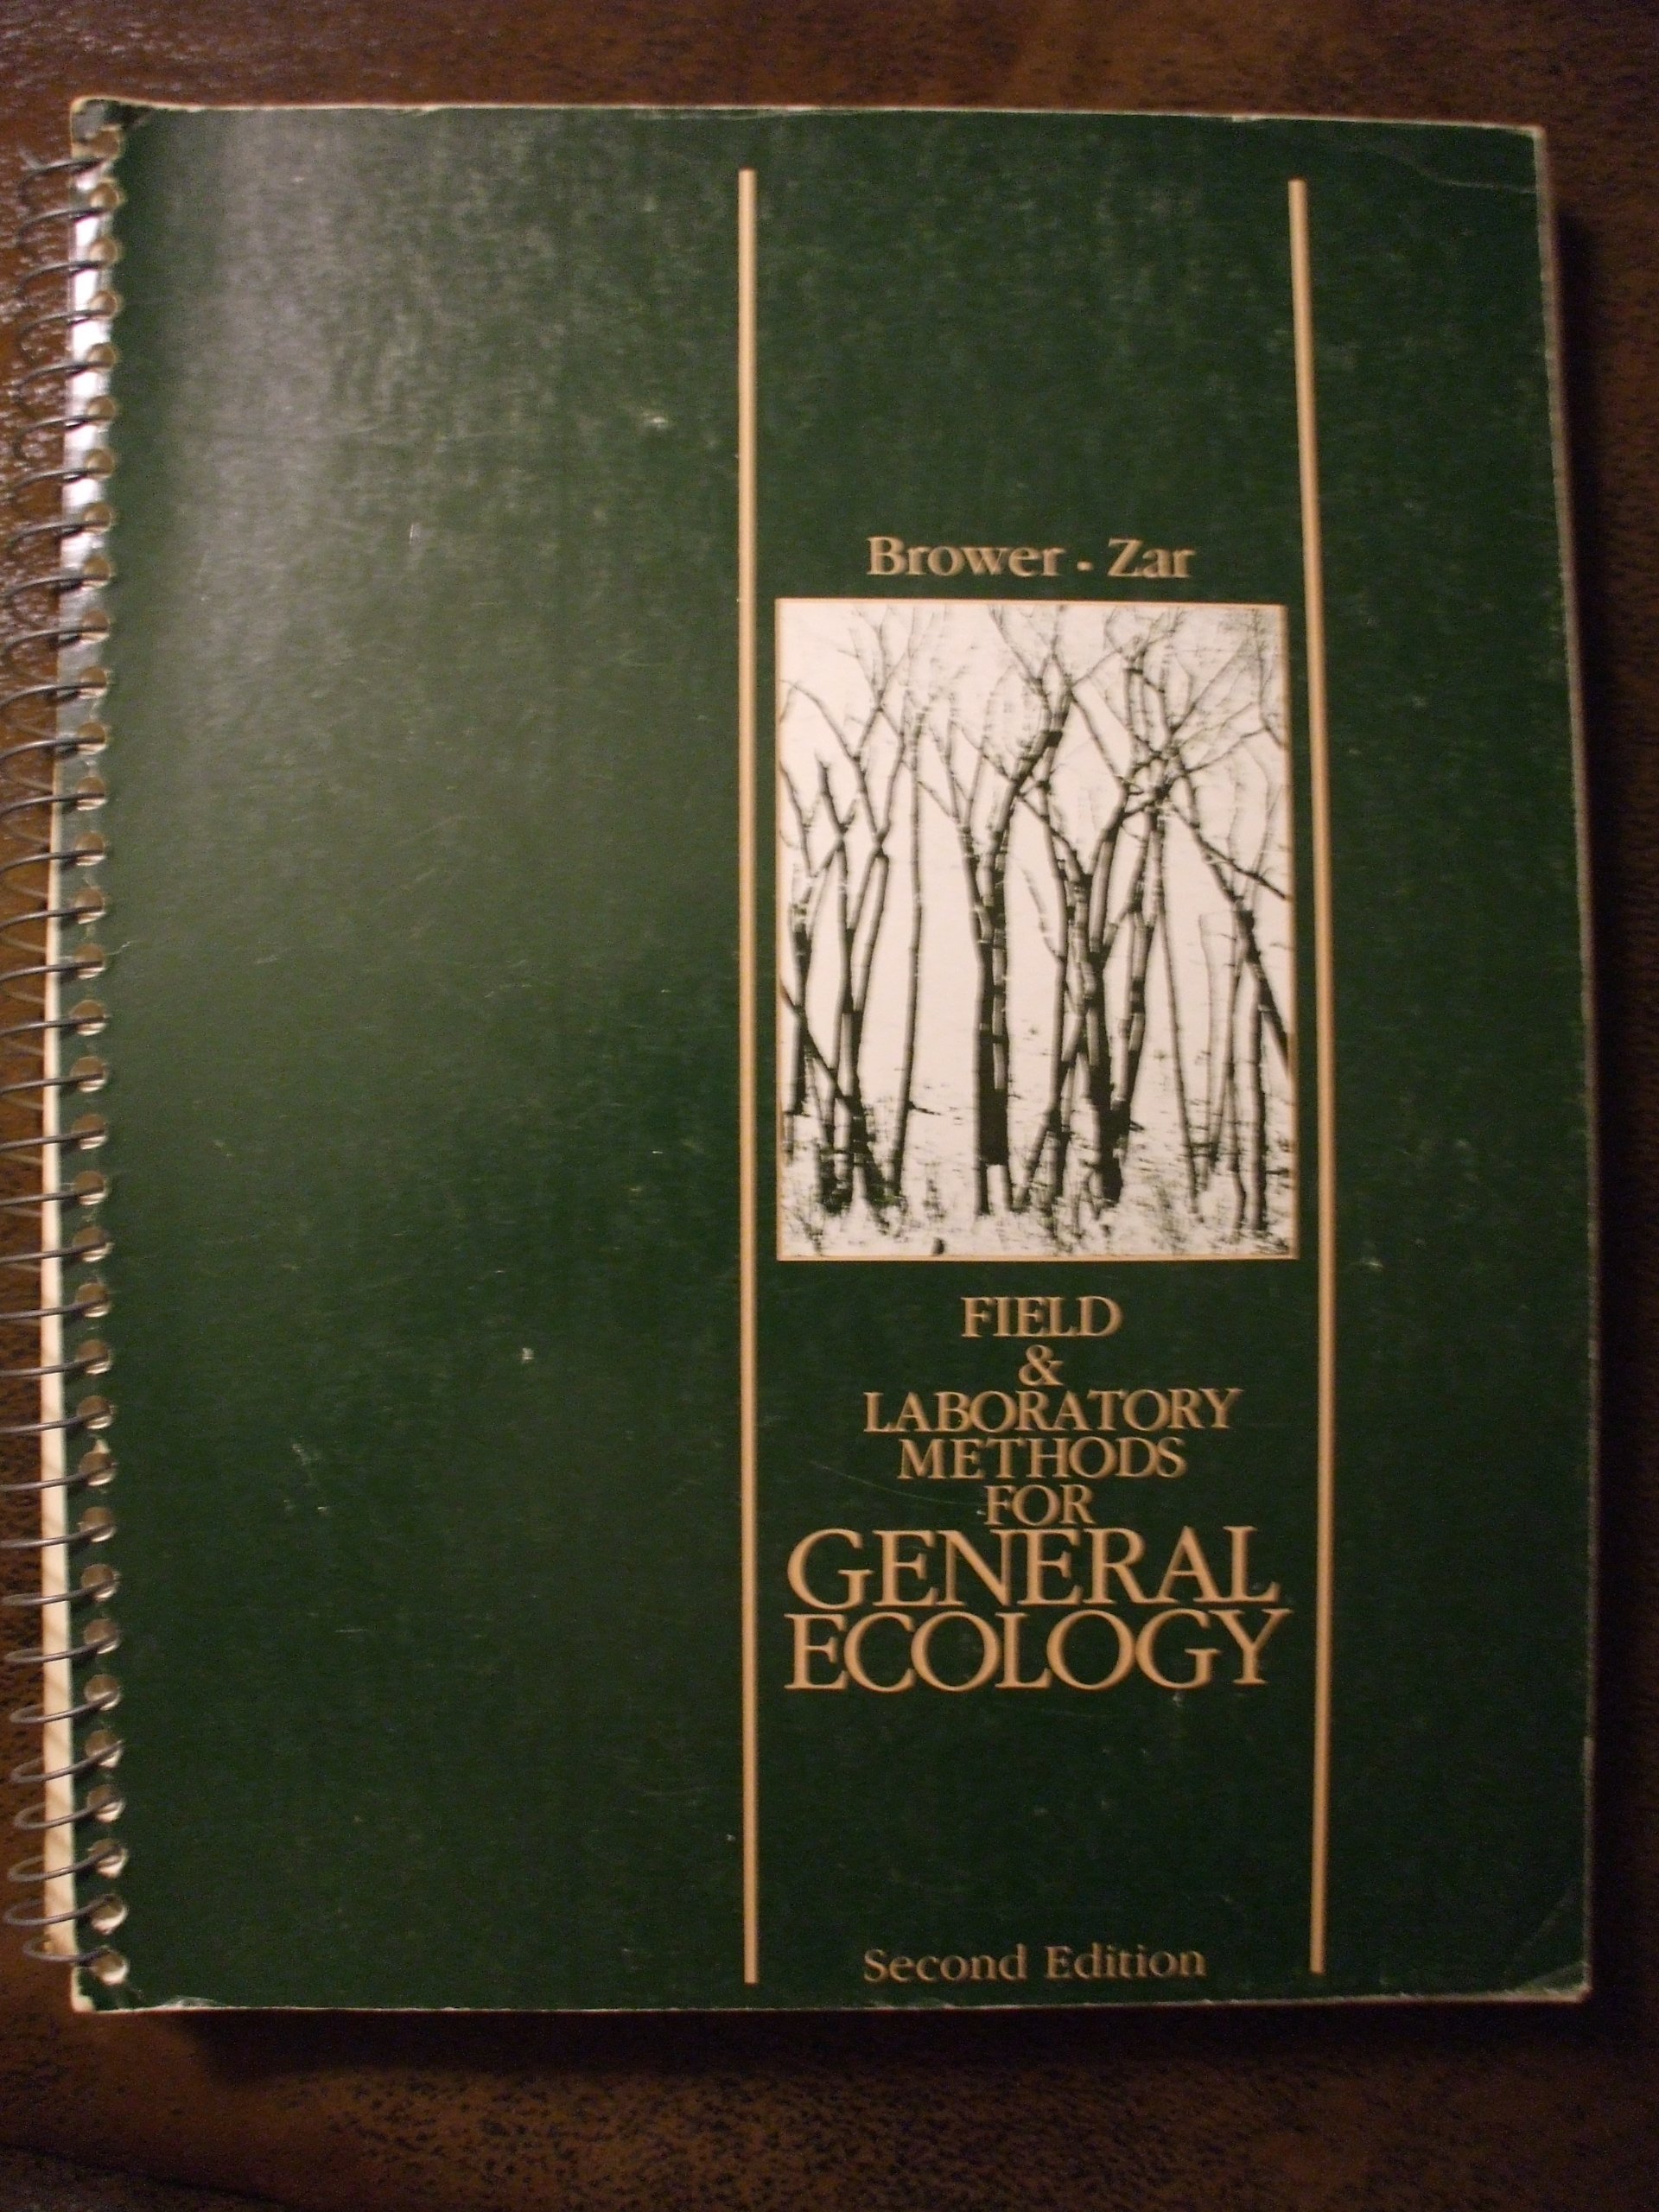 Brower · Zar
FIELD
&
LABORATORY
METHODS
FOR
GENERAL
ECOLOGY
Second Edition